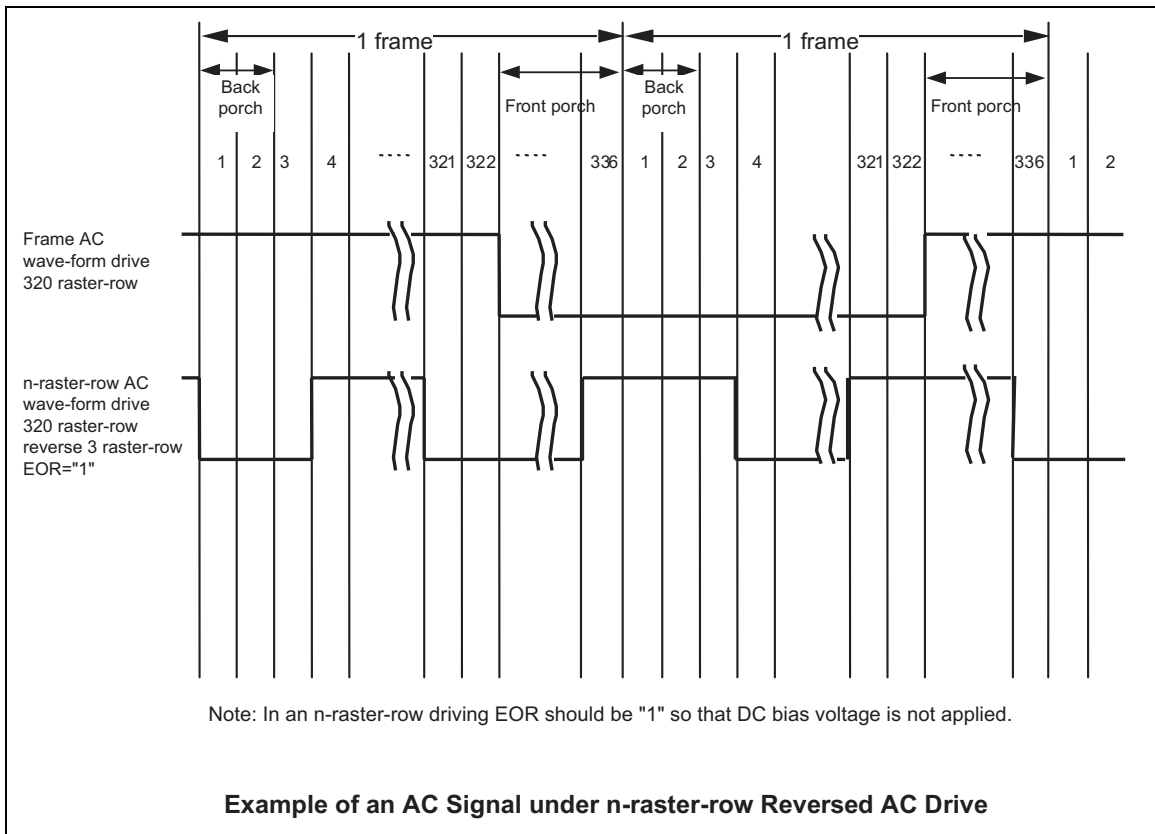 1 frame 1 frame
Back
porch
Front porch
Back
porch
Front porch
1 2 3 4 ···· 321 322 ···· 336 1 2 3 4 321 322 ···· 336 1 2
Frame AC
wave-form drive
320 raster-row
n-raster-row AC
wave-form drive
320 raster-row
reverse 3 raster-row
EOR="1"
Note: In an n-raster-row driving EOR should be "1" so that DC bias voltage is not applied.
Example of an AC Signal under n-raster-row Reversed AC Drive